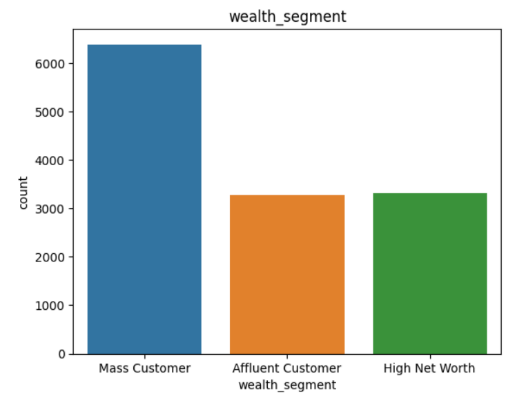 wealth_segment
6000
5000
4000
3000
2000
1000
0
count
Mass Customer Affluent Customer High Net Worth
wealth_segment